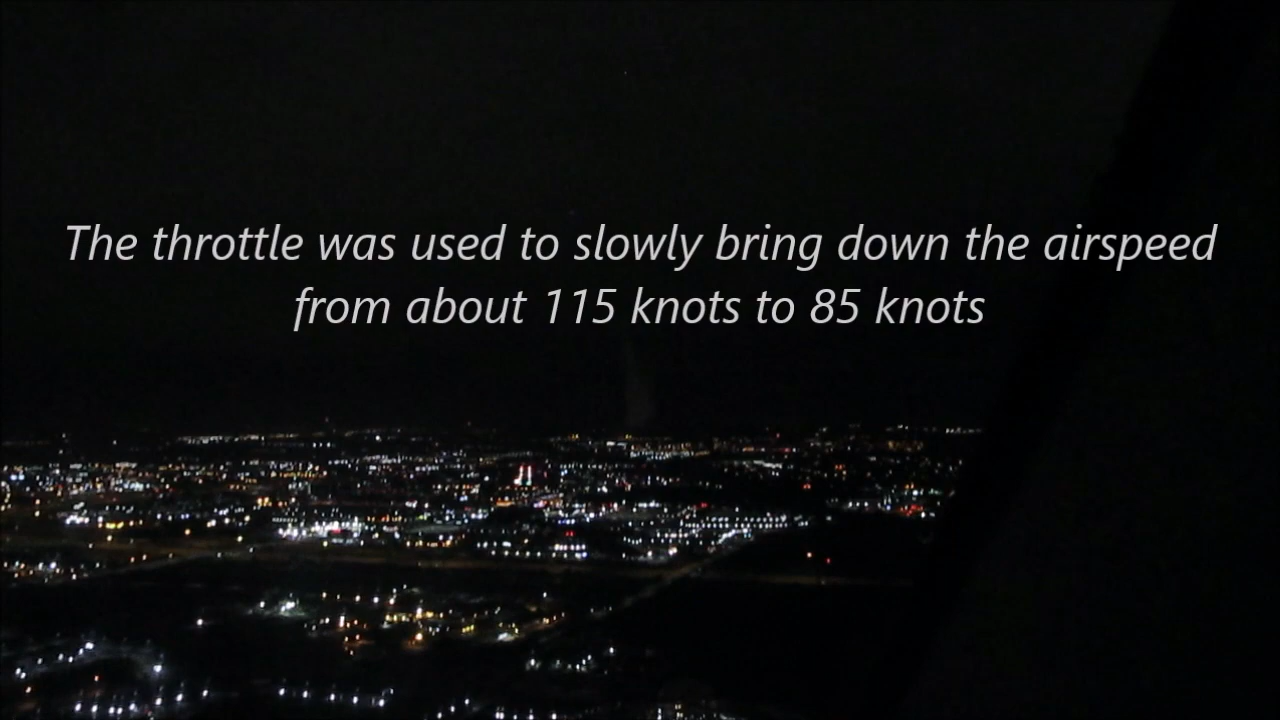 The throttle was used to slowly bring down the airspeed
from about 115 knots to 85 knots